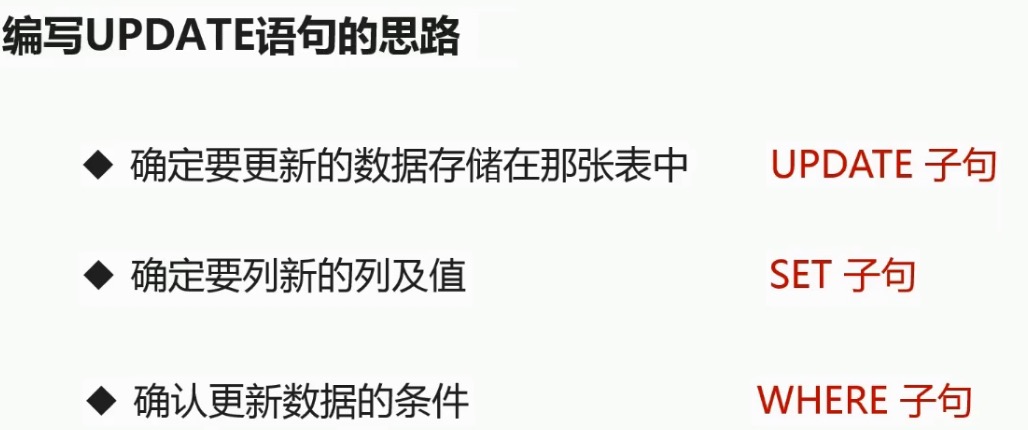 编写UPDATE语句的思路
◆ 确定要更新的数据存储在那张表中 UPDATE 子句
◆ 确定要列新的列及值 SET 子句
◆ 确认更新数据的条件 WHERE 子句